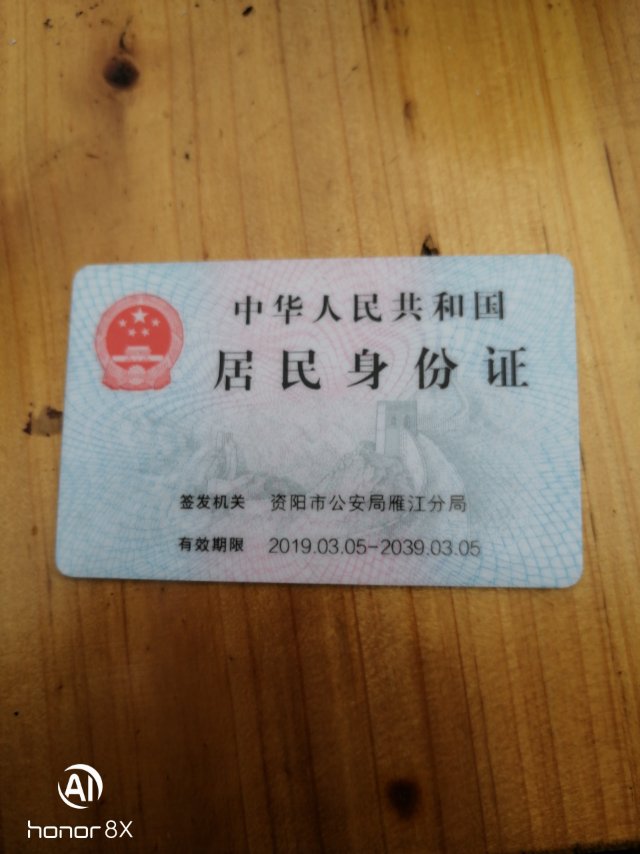 中华人民共和国
居民身份证
签发机关 资阳市公安局雁江分局
有效期限 2019.03.05-2039.03.05
AI
honor 8X